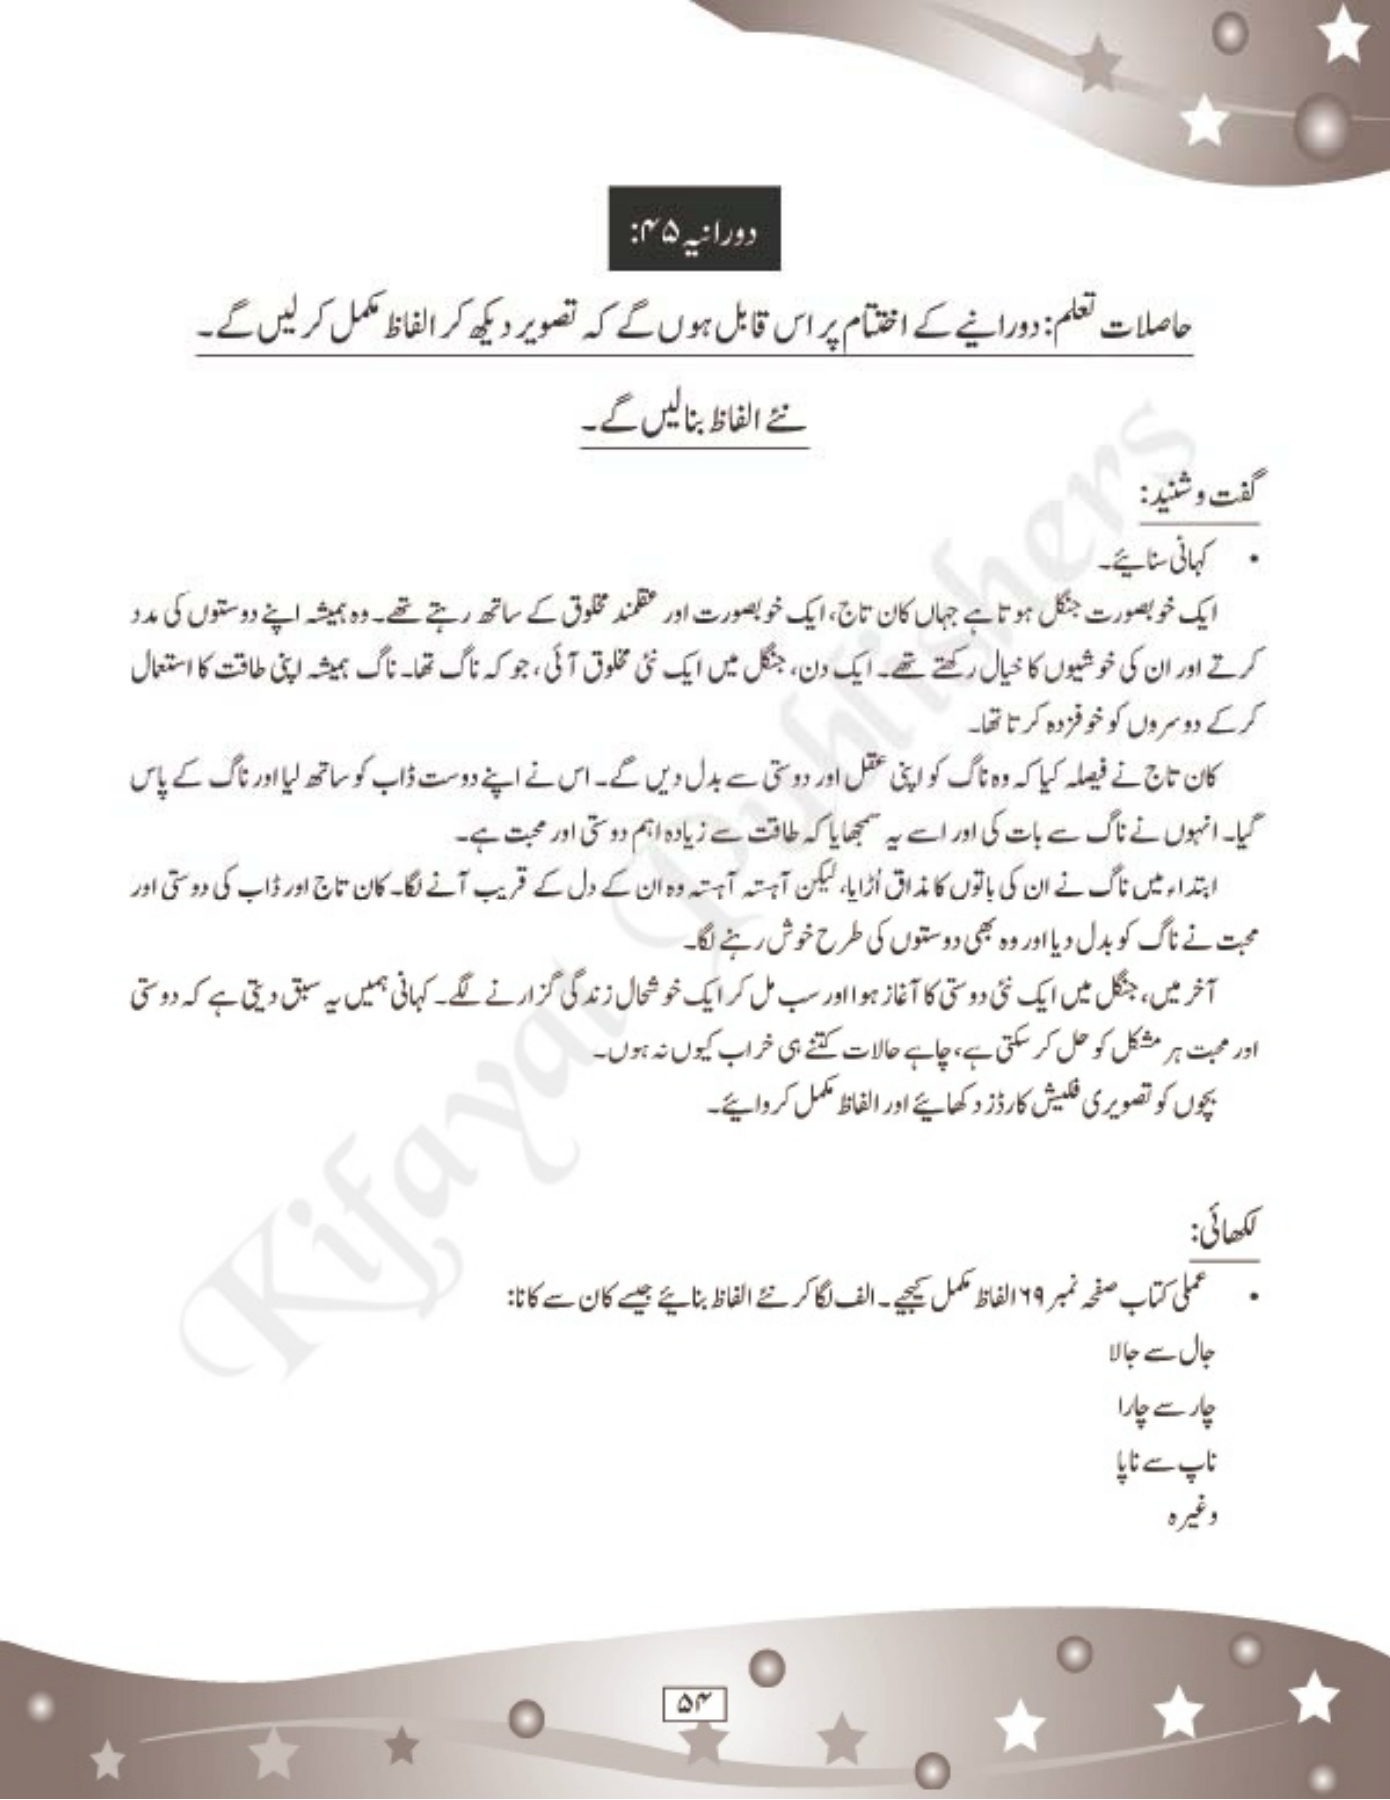 دورانیہ ۴۵:
حاصلات تعلم: دورانیے کے اختتام پر اس قابل ہوں گے کہ تصویر دیکھ کر الفاظ مکمل کر لیں گے۔
نئے الفاظ بنالیں گے۔
گفت و شنید:
• کہانی سنایئے۔
ایک خوبصورت جنگل ہوتا ہے جہاں کان تاج، ایک خوبصورت اور عقلمند مخلوق کے ساتھ رہتے تھے۔ وہ ہمیشہ اپنے دوستوں کی مدد
کرتے اور ان کی خوشیوں کا خیال رکھتے تھے۔ ایک دن، جنگل میں ایک نئی مخلوق آئی، جو کہ ناگ تھا۔ ناگ ہمیشہ اپنی طاقت کا استعمال
کرکے دوسروں کو خوفزدہ کرتا تھا۔
کان تاج نے فیصلہ کیا کہ وہ ناگ کو اپنی عقل اور دوستی سے بدل دیں گے۔ اس نے اپنے دوست ڈاب کو ساتھ لیا اور ناگ کے پاس
گیا۔ انہوں نے ناگ سے بات کی اور اسے یہ سمجھایا کہ طاقت سے زیادہ اہم دوستی اور محبت ہے۔
ابتداء میں ناگ نے ان کی باتوں کا مذاق اُڑایا، لیکن آہستہ آہستہ وہ ان کے دل کے قریب آنے لگا۔ کان تاج اور ڈاب کی دوستی اور
محبت نے ناگ کو بدل دیا اور وہ بھی دوستوں کی طرح خوش رہنے لگا۔
آخر میں، جنگل میں ایک نئی دوستی کا آغاز ہوا اور سب مل کر ایک خوشحال زندگی گزارنے لگے۔ کہانی ہمیں یہ سبق دیتی ہے کہ دوستی
اور محبت ہر مشکل کو حل کر سکتی ہے، چاہے حالات کتنے ہی خراب کیوں نہ ہوں۔
بچوں کو تصویری فلیش کارڈز دکھایئے اور الفاظ مکمل کروایئے۔
لکھائی:
• عملی کتاب صفحہ نمبر ۶۹ الفاظ مکمل کیجیے۔ الف لگا کر نئے الفاظ بنایئے جیسے کان سے کانا:
جال سے جالا
چار سے چارا
ناپ سے ناپا
وغیرہ
۵۴
Kifayat Publishers